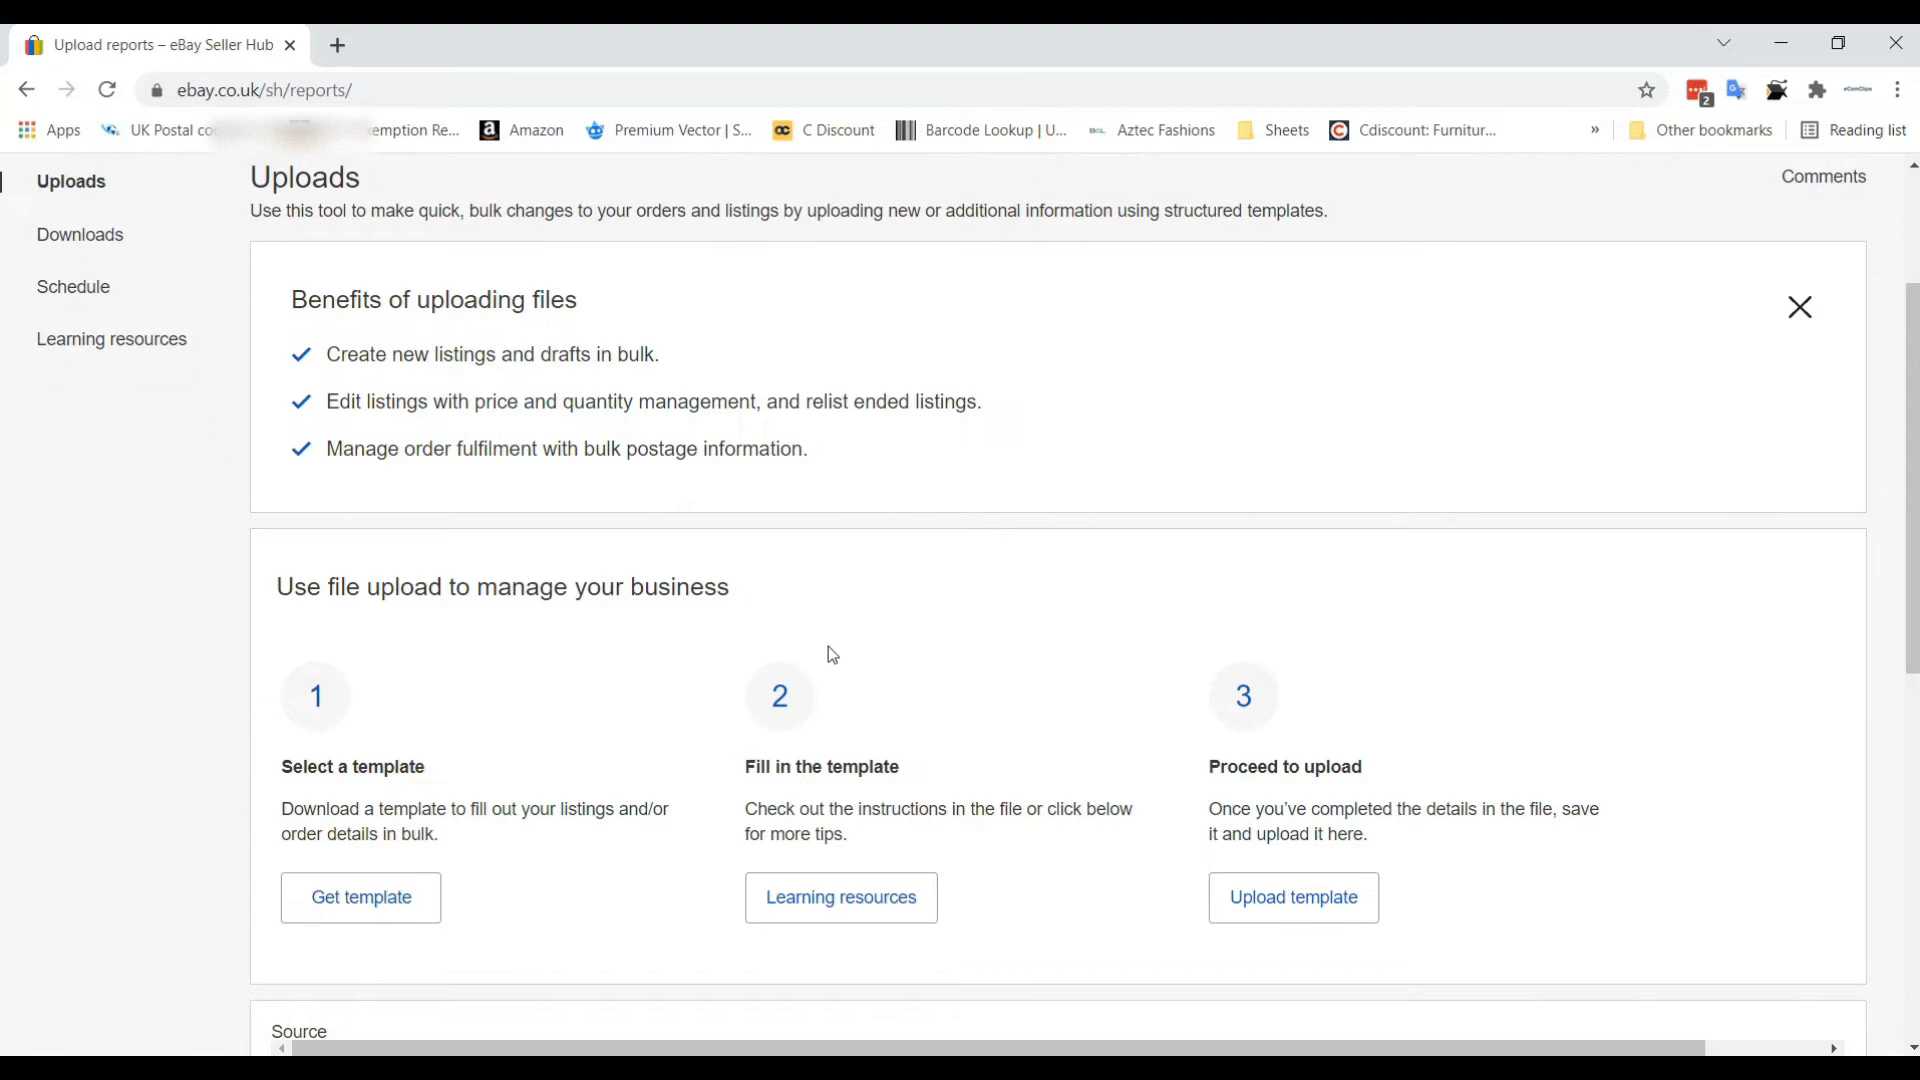 Upload reports – eBay Seller Hub
ebay.co.uk/sh/reports/
2
eComClips
Apps
UK Postal
emption Re...
Amazon
Premium Vector | S...
C Discount
Barcode Lookup | U...
Aztec Fashions
Sheets
Cdiscount: Furnitur...
»
Other bookmarks
Reading list
Uploads
Downloads
Schedule
Learning resources
Uploads
Comments
Use this tool to make quick, bulk changes to your orders and listings by uploading new or additional information using structured templates.
Benefits of uploading files
Create new listings and drafts in bulk.
Edit listings with price and quantity management, and relist ended listings.
Manage order fulfilment with bulk postage information.
Use file upload to manage your business
1
Select a template
Download a template to fill out your listings and/or
order details in bulk.
Get template
2
Fill in the template
Check out the instructions in the file or click below
for more tips.
Learning resources
3
Proceed to upload
Once you've completed the details in the file, save
it and upload it here.
Upload template
Source